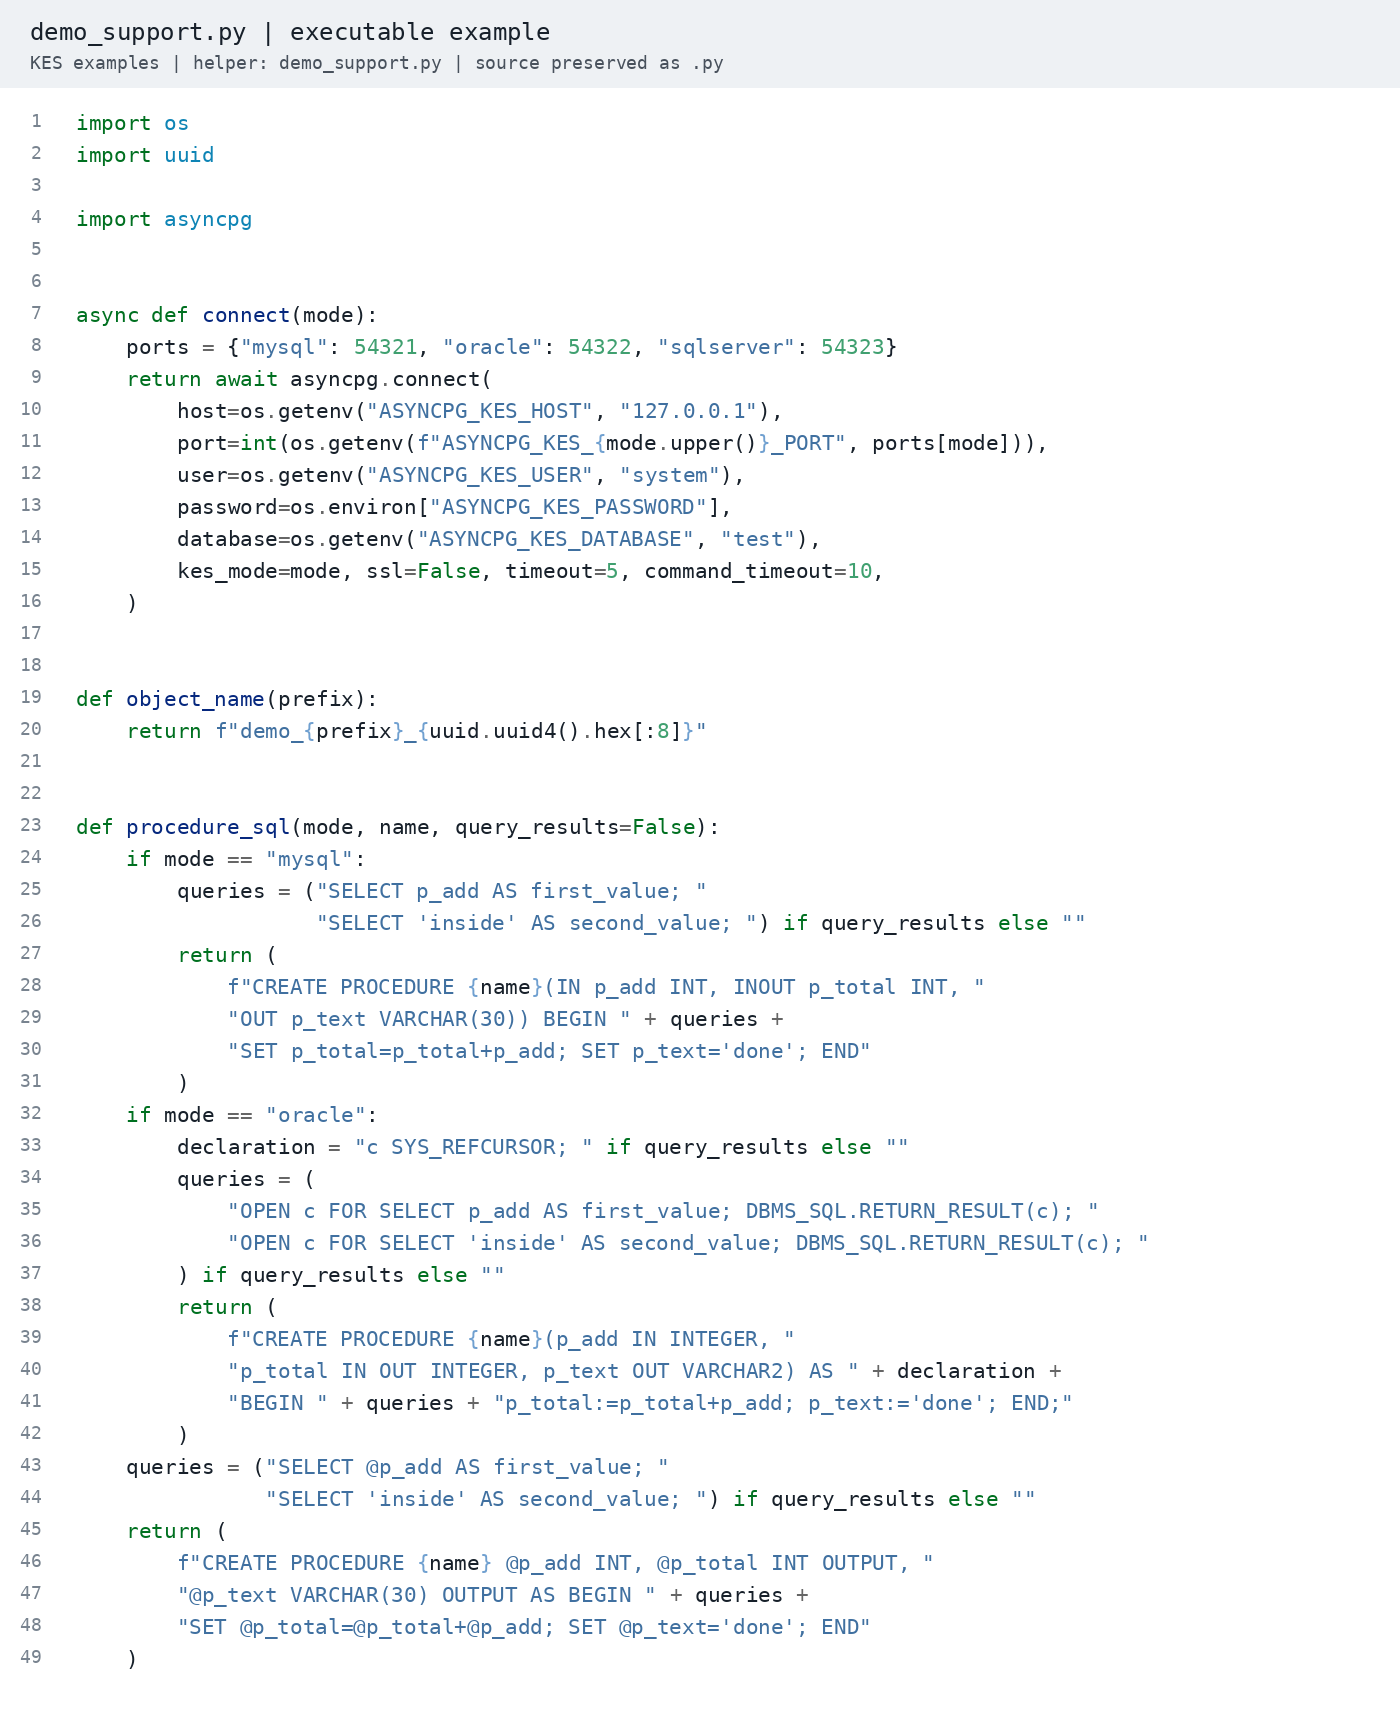 demo_support.py | executable example
KES examples | helper: demo_support.py | source preserved as .py
1 import os
2 import uuid
3
4 import asyncpg
5
6
7 async def connect(mode):
8     ports = {"mysql": 54321, "oracle": 54322, "sqlserver": 54323}
9     return await asyncpg.connect(
10         host=os.getenv("ASYNCPG_KES_HOST", "127.0.0.1"),
11         port=int(os.getenv(f"ASYNCPG_KES_{mode.upper()}_PORT", ports[mode])),
12         user=os.getenv("ASYNCPG_KES_USER", "system"),
13         password=os.environ["ASYNCPG_KES_PASSWORD"],
14         database=os.getenv("ASYNCPG_KES_DATABASE", "test"),
15         kes_mode=mode, ssl=False, timeout=5, command_timeout=10,
16     )
17
18
19 def object_name(prefix):
20     return f"demo_{prefix}_{uuid.uuid4().hex[:8]}"
21
22
23 def procedure_sql(mode, name, query_results=False):
24     if mode == "mysql":
25         queries = ("SELECT p_add AS first_value; "
26                    "SELECT 'inside' AS second_value; ") if query_results else ""
27         return (
28             f"CREATE PROCEDURE {name}(IN p_add INT, INOUT p_total INT, "
29             "OUT p_text VARCHAR(30)) BEGIN " + queries +
30             "SET p_total=p_total+p_add; SET p_text='done'; END"
31         )
32     if mode == "oracle":
33         declaration = "c SYS_REFCURSOR; " if query_results else ""
34         queries = (
35             "OPEN c FOR SELECT p_add AS first_value; DBMS_SQL.RETURN_RESULT(c); "
36             "OPEN c FOR SELECT 'inside' AS second_value; DBMS_SQL.RETURN_RESULT(c); "
37         ) if query_results else ""
38         return (
39             f"CREATE PROCEDURE {name}(p_add IN INTEGER, "
40             "p_total IN OUT INTEGER, p_text OUT VARCHAR2) AS " + declaration +
41             "BEGIN " + queries + "p_total:=p_total+p_add; p_text:='done'; END;"
42         )
43     queries = ("SELECT @p_add AS first_value; "
44                "SELECT 'inside' AS second_value; ") if query_results else ""
45     return (
46         f"CREATE PROCEDURE {name} @p_add INT, @p_total INT OUTPUT, "
47         "@p_text VARCHAR(30) OUTPUT AS BEGIN " + queries +
48         "SET @p_total=@p_total+@p_add; SET @p_text='done'; END"
49     )